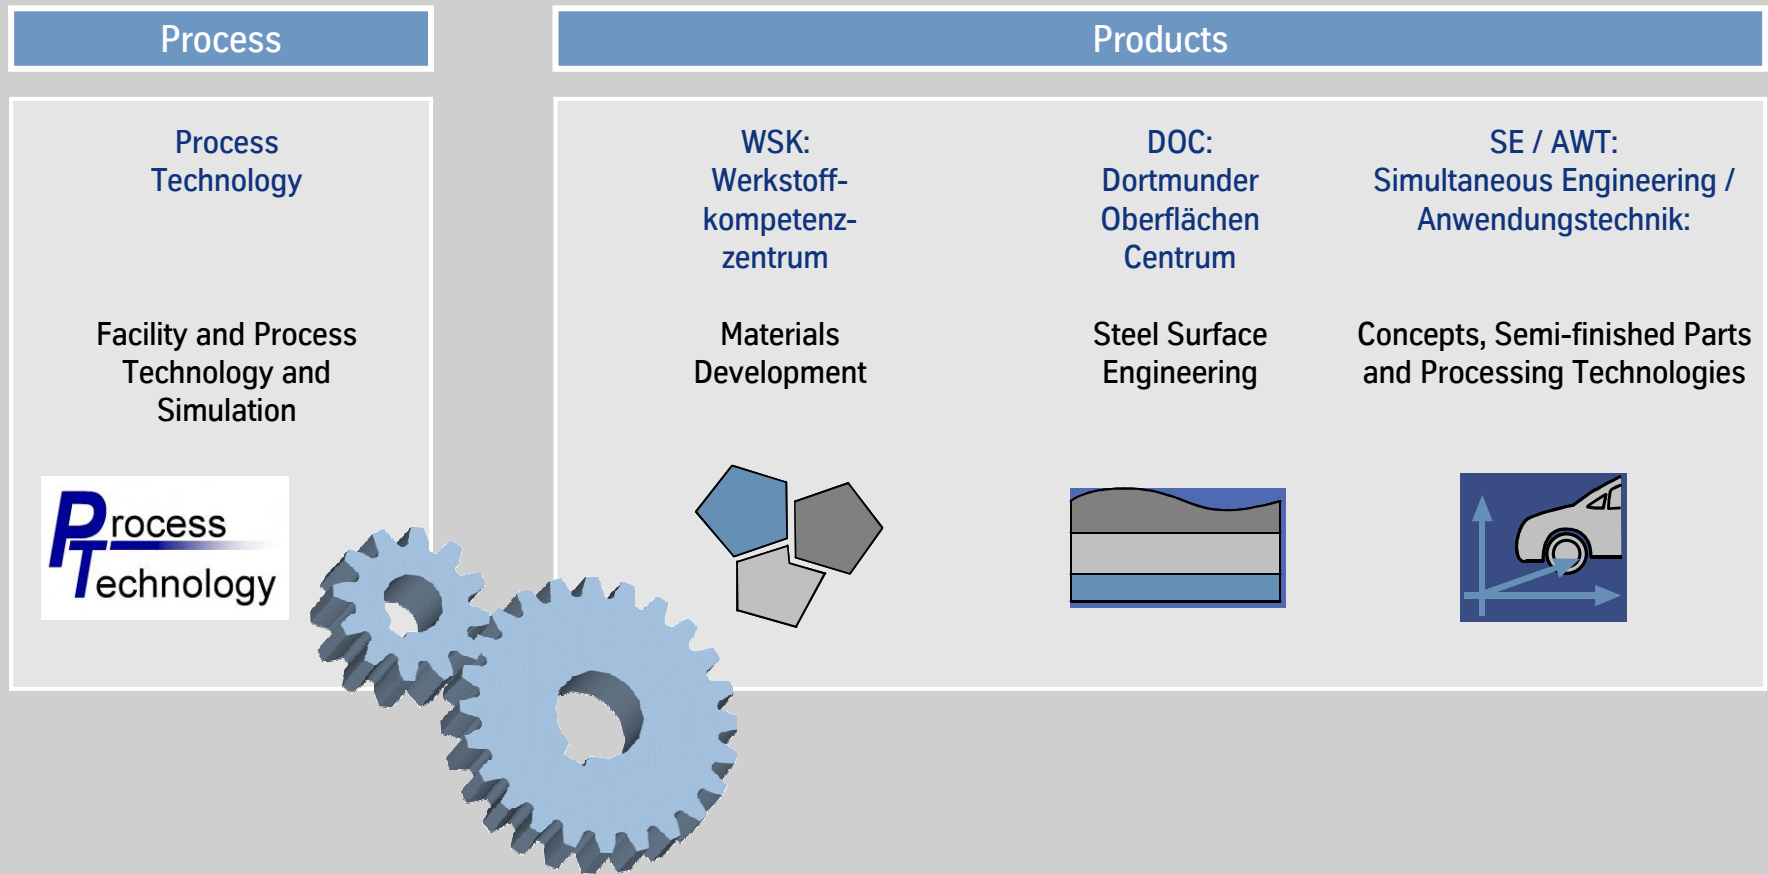 Process
Products
Process
Technology
Facility and Process
Technology and
Simulation
Process
Technology
WSK:
Werkstoff-
kompetenz-
zentrum
Materials
Development
DOC:
Dortmunder
Oberflächen
Centrum
Steel Surface
Engineering
SE / AWT:
Simultaneous Engineering /
Anwendungstechnik:
Concepts, Semi-finished Parts
and Processing Technologies